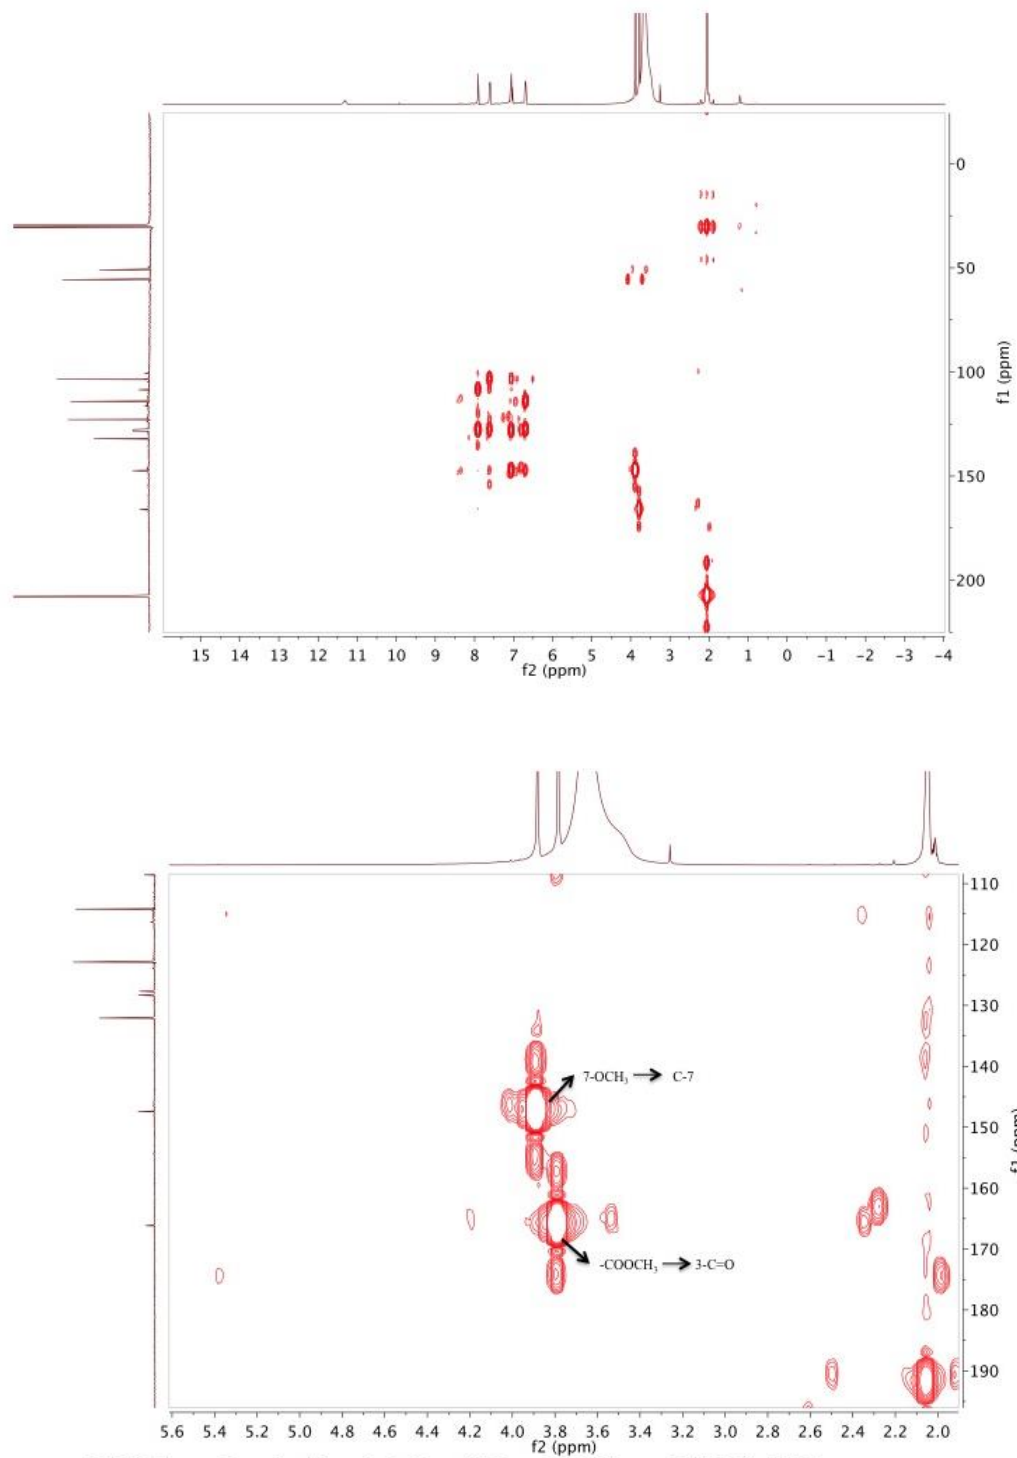 0
50
100
150
200
f1 (ppm)
15 14 13 12 11 10 9 8 7 6 5 4 3 2 1 0 -1 -2 -3 -4
f2 (ppm)
110
120
130
140
7-OCH₃ → C-7
150
160
170
-COOCH₃ → 3-C=O
180
190
f1 (ppm)
5.6 5.4 5.2 5.0 4.8 4.6 4.4 4.2 4.0 3.8 3.6 3.4 3.2 3.0 2.8 2.6 2.4 2.2 2.0
f2 (ppm)